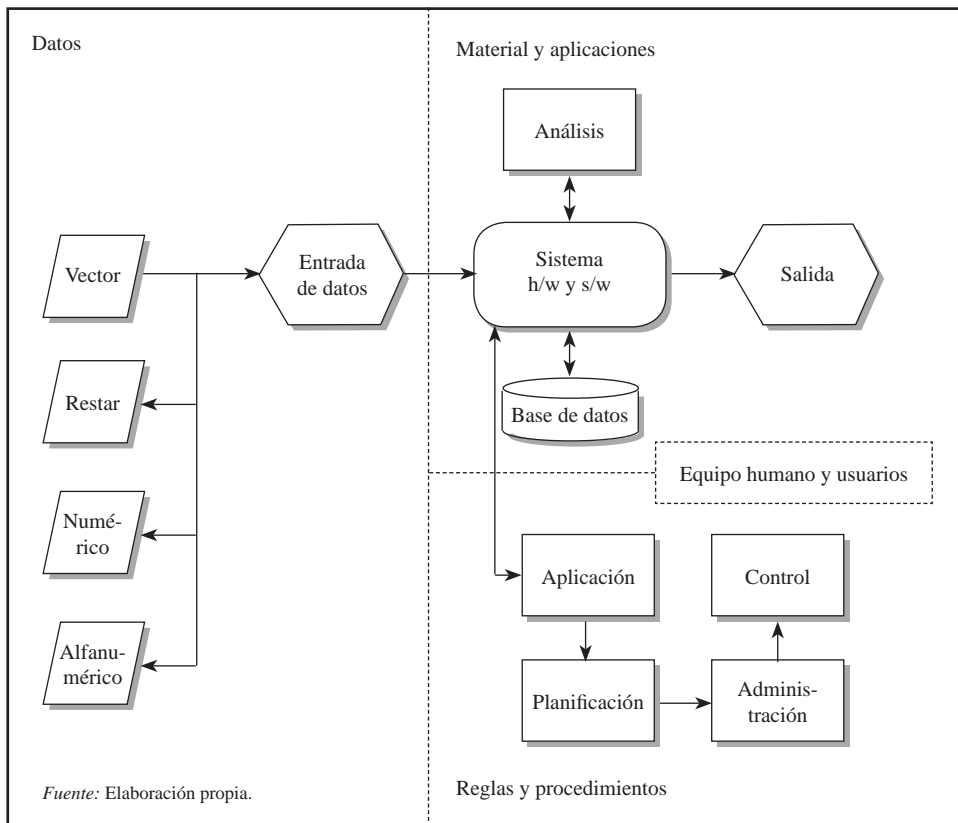 Datos
Material y aplicaciones
Análisis
Vector
Entrada
de datos
Sistema
h/w y s/w
Salida
Restar
Base de datos
Equipo humano y usuarios
Numé-
rico
Aplicación
Control
Alfanu-
mérico
Planificación
Adminis-
tración
Fuente: Elaboración propia.
Reglas y procedimientos